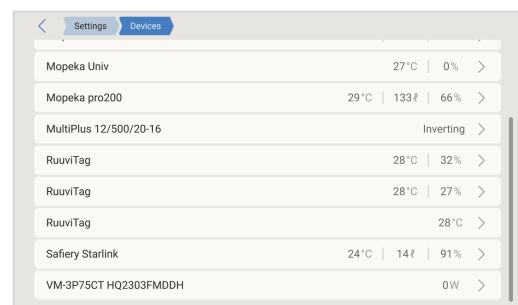 Settings Devices
Mopeka Univ 27°C 0%
Mopeka pro200 29°C 133ℓ 66%
MultiPlus 12/500/20-16 Inverting
RuuviTag 28°C 32%
RuuviTag 28°C 27%
RuuviTag 28°C
Safiery Starlink 24°C 14ℓ 91%
VM-3P75CT HQ2303FMDDH 0W